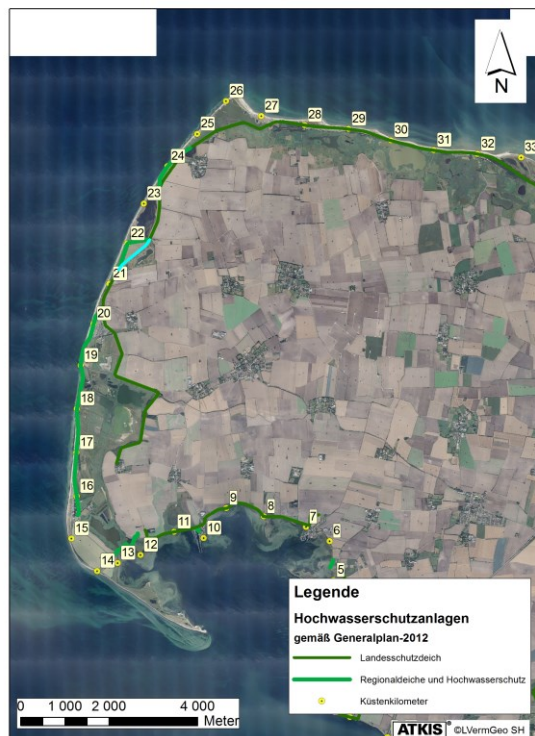 N
26
27
28
29
25
30
31
32
33
24
23
22
21
20
19
18
17
16
15
14
13
12
11
10
9
8
7
6
5
Legende
Hochwasserschutzanlagen
gemäß Generalplan-2012
Landesschutzdeich
Regionaldeiche und Hochwasserschutz
Küstenkilometer
0 1 000 2 000 4 000
Meter
ATKIS ©LVermGeo SH